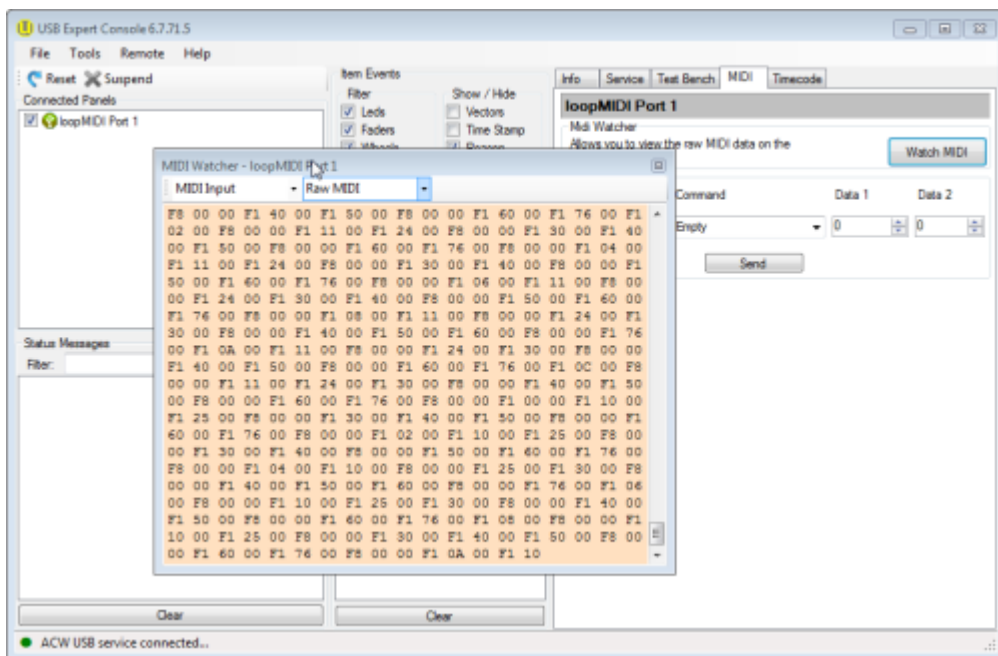 USB Expert Console 6.7.71.5
File Tools Remote Help
Reset Suspend
Connected Panels
loopMIDI Port 1
Item Events
Filter
Leds
Faders
Wheels
Show / Hide
Vectors
Time Stamp
Reason
Info Service Test Bench MIDI Timecode
loopMIDI Port 1
Midi Watcher
Allows you to view the raw MIDI data on the
Watch MIDI
Command Data 1 Data 2
Empty 0 0
Send
MIDI Watcher - loopMIDI Port 1
MIDI Input Raw MIDI
F8 00 00 F1 40 00 F1 50 00 F8 00 00 F1 60 00 F1 76 00 F1
02 00 F8 00 00 F1 11 00 F1 24 00 F8 00 00 F1 30 00 F1 40
00 F1 50 00 F8 00 00 F1 60 00 F1 76 00 F8 00 00 F1 04 00
F1 11 00 F1 24 00 F8 00 00 F1 30 00 F1 40 00 F8 00 00 F1
50 00 F1 60 00 F1 76 00 F8 00 00 F1 06 00 F1 11 00 F8 00
00 F1 24 00 F1 30 00 F1 40 00 F8 00 00 F1 50 00 F1 60 00
F1 76 00 F8 00 00 F1 08 00 F1 11 00 F8 00 00 F1 24 00 F1
30 00 F8 00 00 F1 40 00 F1 50 00 F1 60 00 F8 00 00 F1 76
00 F1 0A 00 F1 11 00 F8 00 00 F1 24 00 F1 30 00 F8 00 00
F1 40 00 F1 50 00 F8 00 00 F1 60 00 F1 76 00 F1 0C 00 F8
00 00 F1 11 00 F1 24 00 F1 30 00 F8 00 00 F1 40 00 F1 50
00 F8 00 00 F1 60 00 F1 76 00 F8 00 00 F1 00 00 F1 10 00
F1 25 00 F8 00 00 F1 30 00 F1 40 00 F1 50 00 F8 00 00 F1
60 00 F1 76 00 F8 00 00 F1 02 00 F1 10 00 F1 25 00 F8 00
00 F1 30 00 F1 40 00 F8 00 00 F1 50 00 F1 60 00 F1 76 00
F8 00 00 F1 04 00 F1 10 00 F8 00 00 F1 25 00 F1 30 00 F8
00 00 F1 40 00 F1 50 00 F1 60 00 F8 00 00 F1 76 00 F1 06
00 F8 00 00 F1 10 00 F1 25 00 F1 30 00 F8 00 00 F1 40 00
F1 50 00 F8 00 00 F1 60 00 F1 76 00 F1 08 00 F8 00 00 F1
10 00 F1 25 00 F8 00 00 F1 30 00 F1 40 00 F1 50 00 F8 00
00 F1 60 00 F1 76 00 F8 00 00 F1 0A 00 F1 10
Status Messages
Filter:
Clear
Clear
ACW USB service connected...